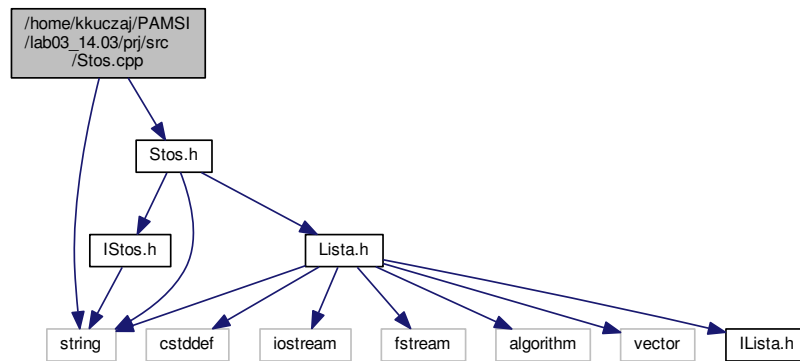 /home/kkuczaj/PAMSI
/lab03_14.03/prj/src
/Stos.cpp
Stos.h
IStos.h
Lista.h
string
cstddef
iostream
fstream
algorithm
vector
ILista.h